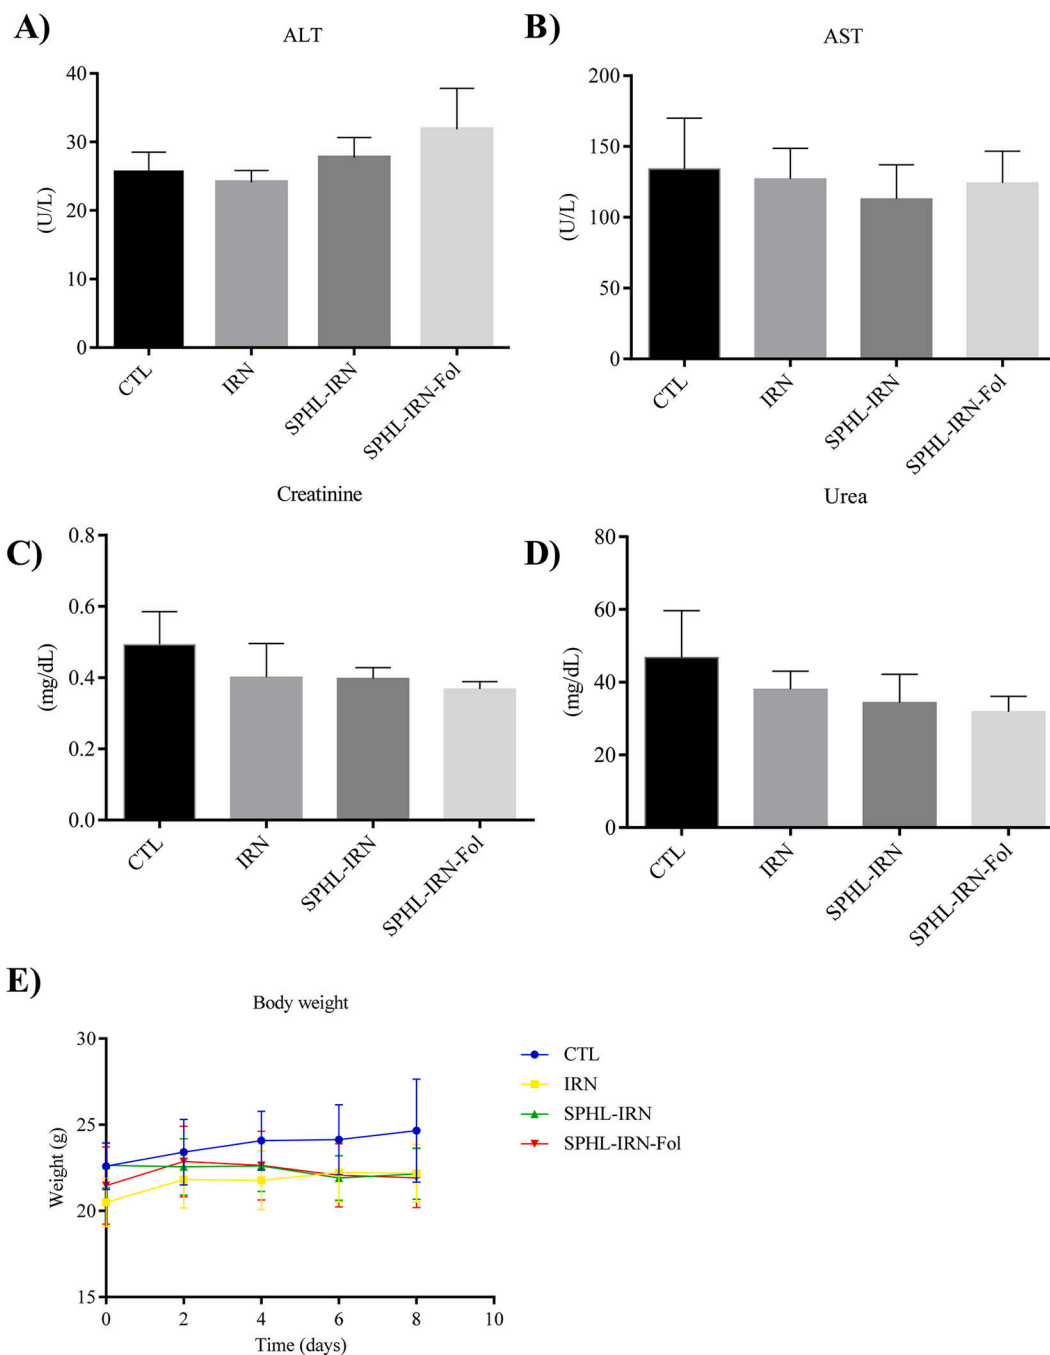 A)
ALT
(U/L)
40
30
20
10
0
CTL
IRN
SPHL-IRN
SPHL-IRN-Fol
B)
AST
(U/L)
200
150
100
50
0
CTL
IRN
SPHL-IRN
SPHL-IRN-Fol
C)
Creatinine
(mg/dL)
0.8
0.6
0.4
0.2
0.0
CTL
IRN
SPHL-IRN
SPHL-IRN-Fol
D)
Urea
(mg/dL)
80
60
40
20
0
CTL
IRN
SPHL-IRN
SPHL-IRN-Fol
E)
Body weight
Weight (g)
30
25
20
15
0 2 4 6 8 10
Time (days)
CTL
IRN
SPHL-IRN
SPHL-IRN-Fol